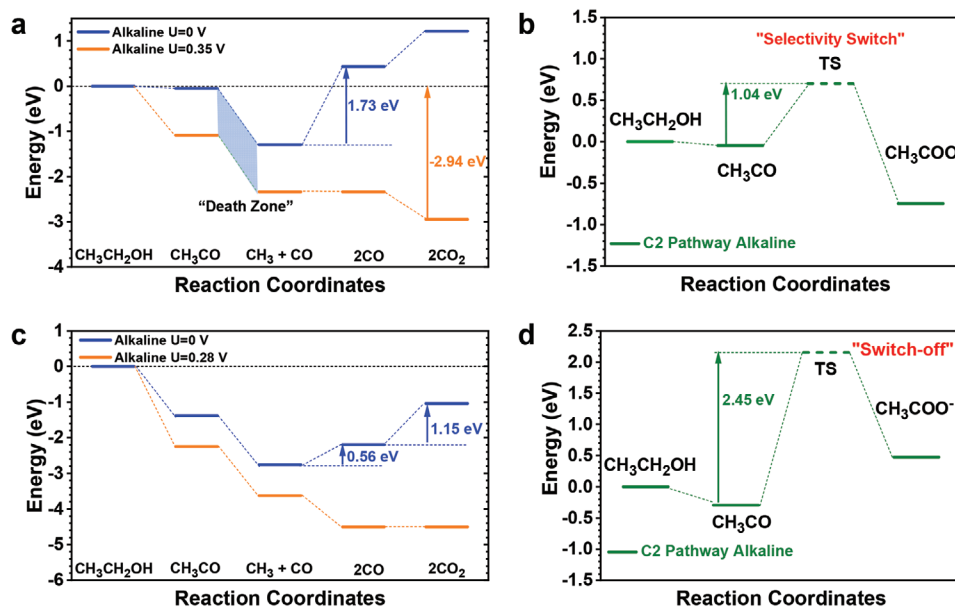 a
Alkaline U=0 V
Alkaline U=0.35 V
1.73 eV
-2.94 eV
“Death Zone”
CH₃CH₂OH CH₃CO CH₃ + CO 2CO 2CO₂
1
0
-1
-2
-3
-4
Energy (eV)
Reaction Coordinates
b
"Selectivity Switch"
TS
1.04 eV
CH₃CH₂OH
CH₃CO
CH₃COO⁻
C2 Pathway Alkaline
1.5
1.0
0.5
0.0
-0.5
-1.0
-1.5
Energy (eV)
Reaction Coordinates
c
Alkaline U=0 V
Alkaline U=0.28 V
1.15 eV
0.56 eV
CH₃CH₂OH CH₃CO CH₃ + CO 2CO 2CO₂
1
0
-1
-2
-3
-4
-5
-6
Energy (eV)
Reaction Coordinates
d
"Switch-off"
TS
2.45 eV
CH₃COO⁻
CH₃CH₂OH
CH₃CO
C2 Pathway Alkaline
2.5
2.0
1.5
1.0
0.5
0.0
-0.5
-1.0
-1.5
Energy (eV)
Reaction Coordinates